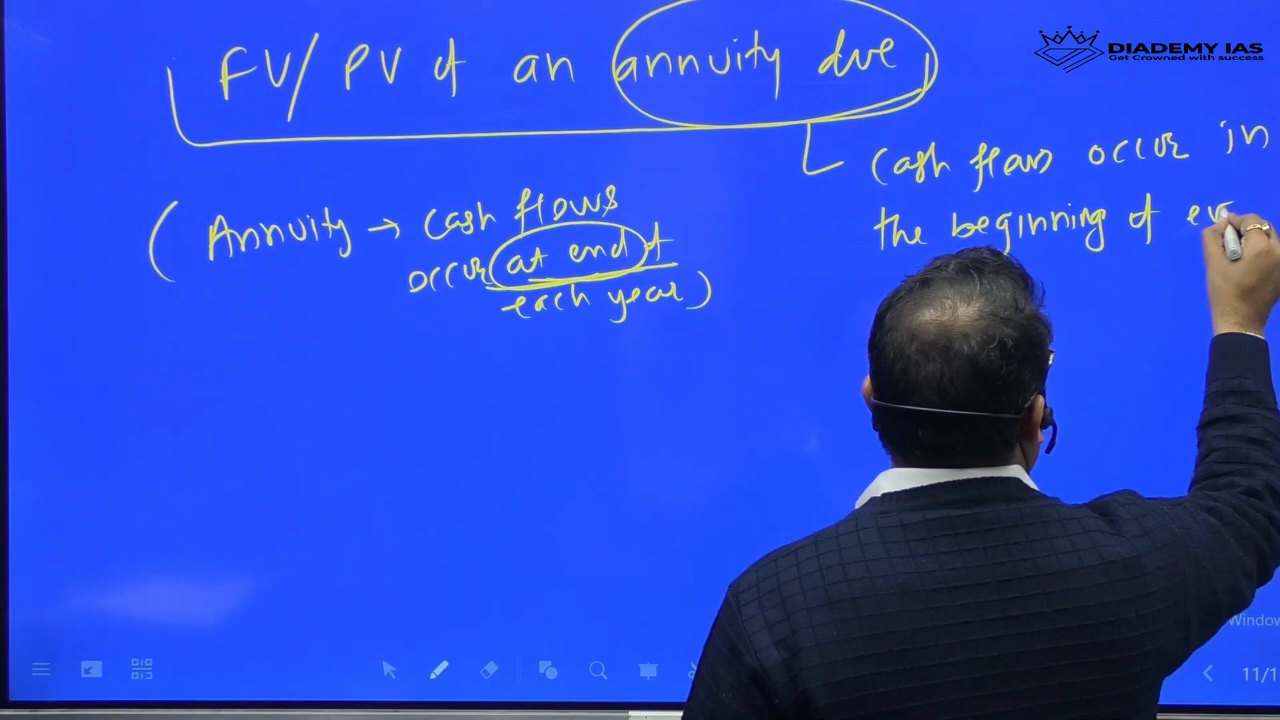 FV/ PV of an annuity due
DIADEMY IAS
Get Crowned with success
Cash flows occur in
the beginning of ev
(Annuity → Cash flows
occur at end of
each year)
Window
11/1